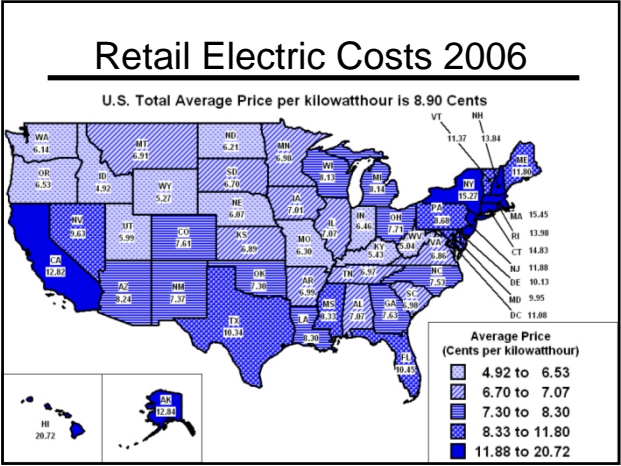 Retail Electric Costs 2006
U.S. Total Average Price per kilowatthour is 8.90 Cents
VT
11.37
NH
13.84
WA
6.14
MT
6.91
ND
6.21
MN
6.98
ME
11.80
OR
6.53
ID
4.92
SD
6.70
WI
8.13
MI
8.14
NY
15.27
WY
5.27
NE
6.07
IA
7.01
PA
8.68
MA 15.45
RI 13.98
CT 14.83
NJ 11.88
DE 10.13
MD 9.95
DC 11.08
NV
9.63
UT
5.99
CO
7.61
KS
6.89
MO
6.30
IL
7.07
IN
6.46
OH
7.71
WV
5.04
VA
6.86
KY
5.43
CA
12.82
AZ
8.24
NM
7.37
OK
7.30
AR
6.99
TN 6.97
NC
7.53
SC
6.98
TX
10.34
LA
8.30
MS
8.33
AL
7.07
GA
7.63
FL
10.45
HI
20.72
AK
12.84
Average Price
(Cents per kilowatthour)
4.92 to 6.53
6.70 to 7.07
7.30 to 8.30
8.33 to 11.80
11.88 to 20.72